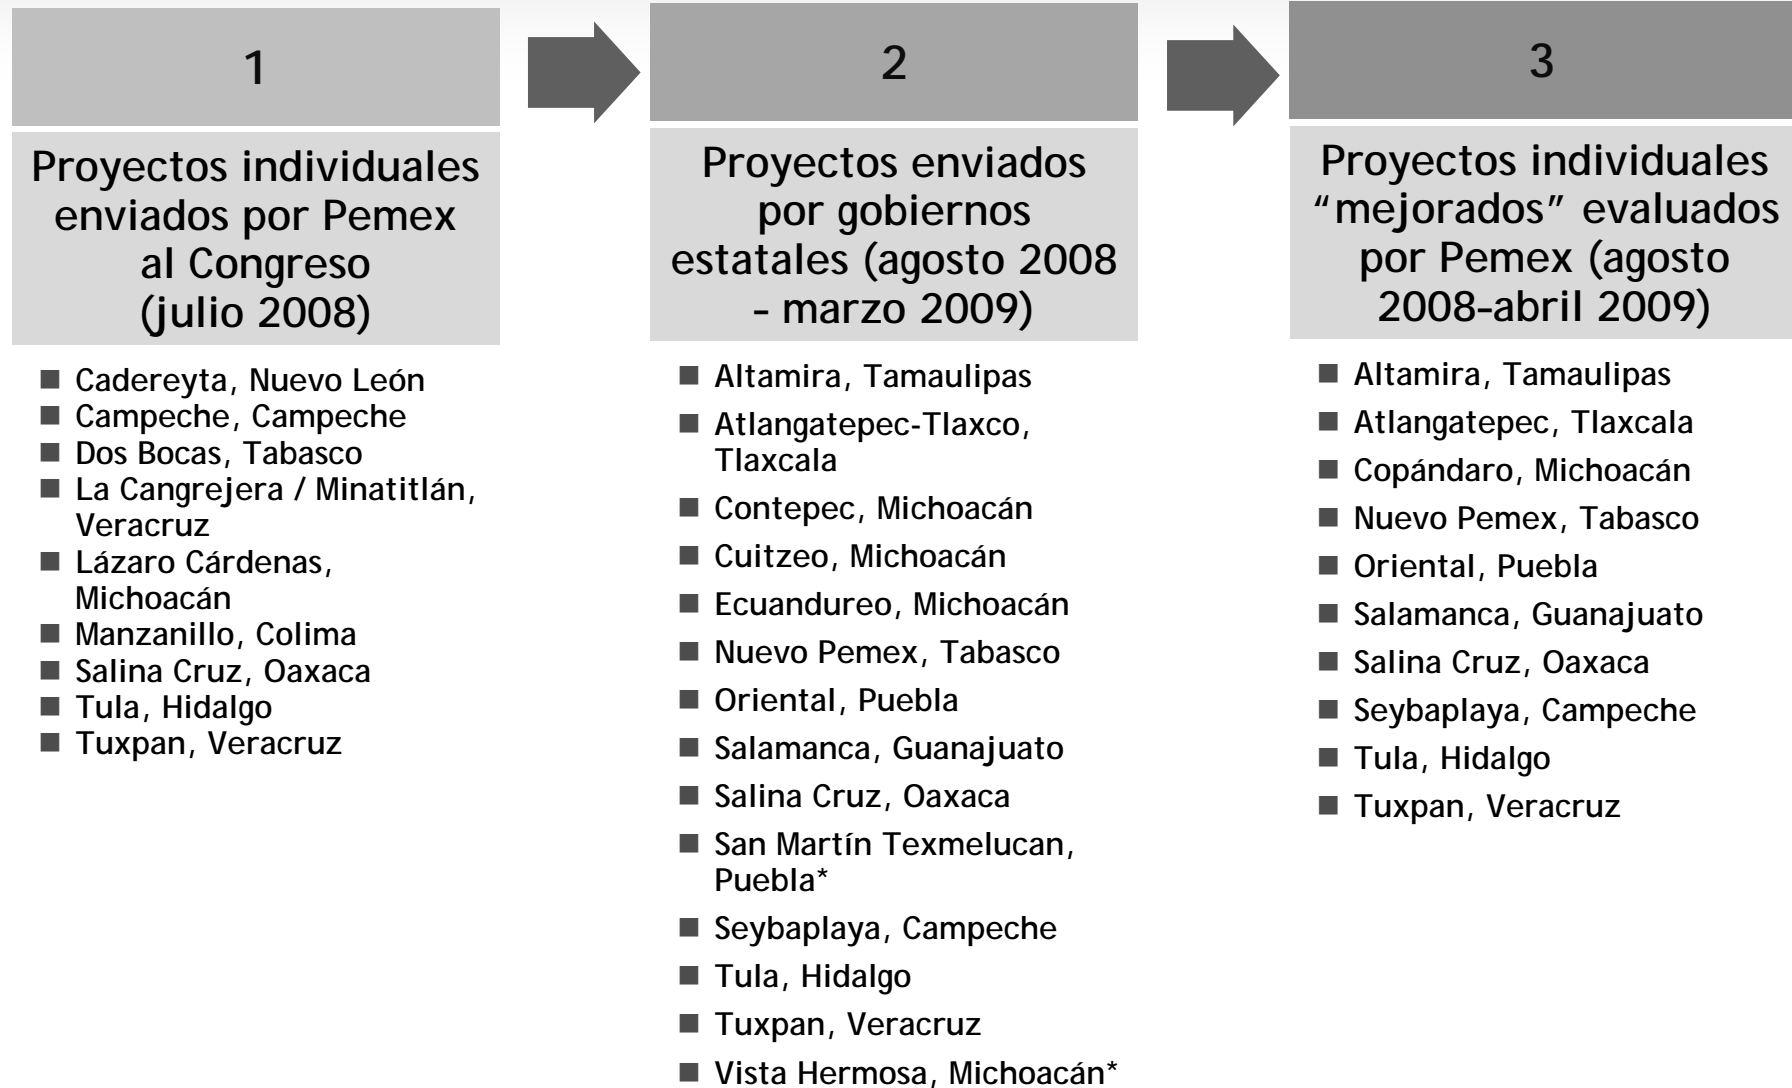 1
Proyectos individuales
enviados por Pemex
al Congreso
(julio 2008)
■ Cadereyta, Nuevo León
■ Campeche, Campeche
■ Dos Bocas, Tabasco
■ La Cangrejera / Minatitlán,
Veracruz
■ Lázaro Cárdenas,
Michoacán
■ Manzanillo, Colima
■ Salina Cruz, Oaxaca
■ Tula, Hidalgo
■ Tuxpan, Veracruz
2
Proyectos enviados
por gobiernos
estatales (agosto 2008
- marzo 2009)
■ Altamira, Tamaulipas
■ Atlangatepec-Tlaxco,
Tlaxcala
■ Contepec, Michoacán
■ Cuitzeo, Michoacán
■ Ecuandureo, Michoacán
■ Nuevo Pemex, Tabasco
■ Oriental, Puebla
■ Salamanca, Guanajuato
■ Salina Cruz, Oaxaca
■ San Martín Texmelucan,
Puebla*
■ Seybaplaya, Campeche
■ Tula, Hidalgo
■ Tuxpan, Veracruz
■ Vista Hermosa, Michoacán*
3
Proyectos individuales
“mejorados” evaluados
por Pemex (agosto
2008-abril 2009)
■ Altamira, Tamaulipas
■ Atlangatepec, Tlaxcala
■ Copándaro, Michoacán
■ Nuevo Pemex, Tabasco
■ Oriental, Puebla
■ Salamanca, Guanajuato
■ Salina Cruz, Oaxaca
■ Seybaplaya, Campeche
■ Tula, Hidalgo
■ Tuxpan, Veracruz